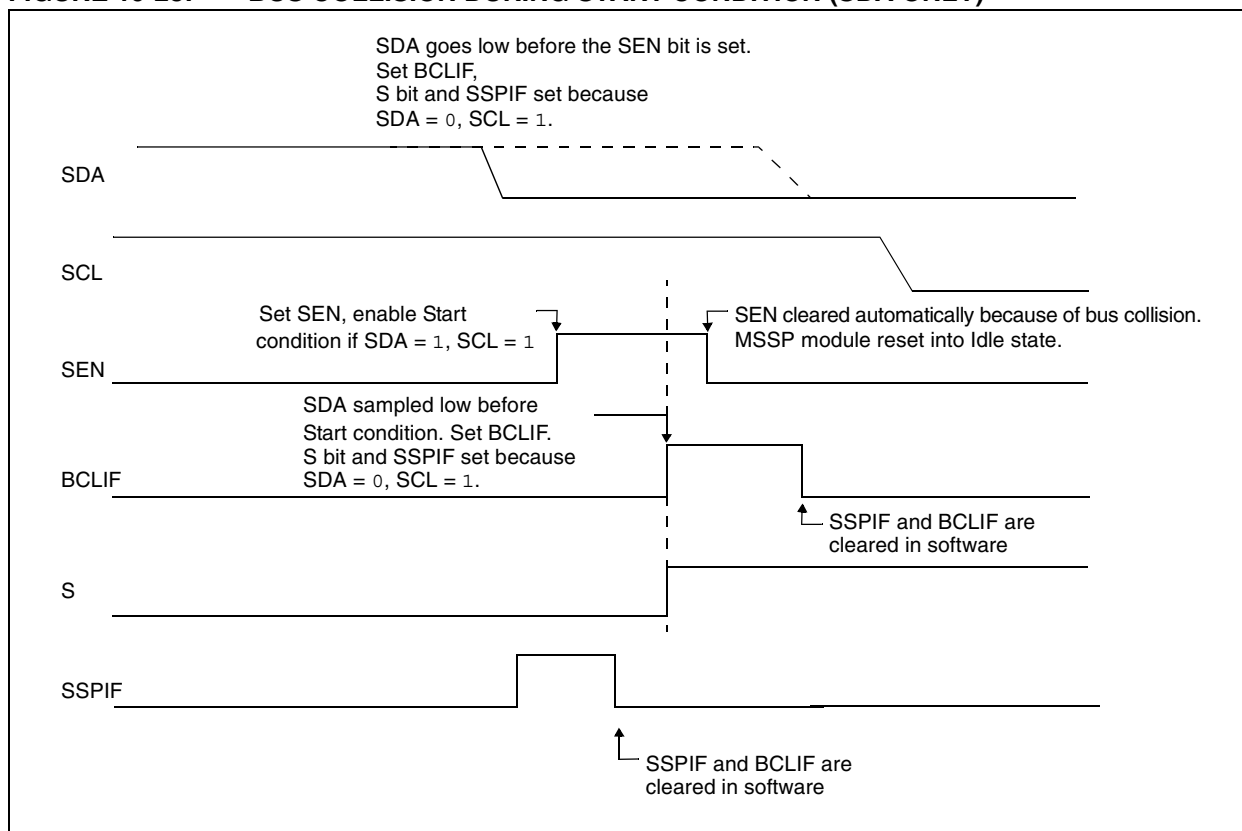 SDA goes low before the SEN bit is set.
Set BCLIF,
S bit and SSPIF set because
SDA = 0, SCL = 1.
SDA
SCL
Set SEN, enable Start
condition if SDA = 1, SCL = 1
SEN cleared automatically because of bus collision.
MSSP module reset into Idle state.
SEN
SDA sampled low before
Start condition. Set BCLIF.
S bit and SSPIF set because
SDA = 0, SCL = 1.
BCLIF
SSPIF and BCLIF are
cleared in software
S
SSPIF
SSPIF and BCLIF are
cleared in software